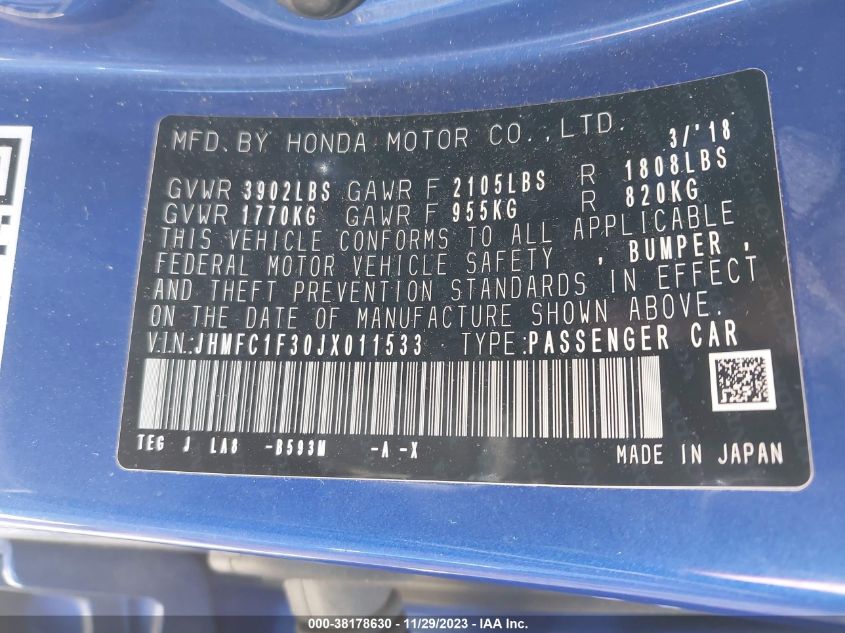 MFD. BY HONDA MOTOR CO.,LTD. 3/'18
GVWR 3902LBS GAWR F 2105LBS R 1808LBS
GVWR 1770KG GAWR F 955KG R 820KG
THIS VEHICLE CONFORMS TO ALL APPLICABLE
FEDERAL MOTOR VEHICLE SAFETY , BUMPER ,
AND THEFT PREVENTION STANDARDS IN EFFECT
ON THE DATE OF MANUFACTURE SHOWN ABOVE.
V.I.N.:JHMFC1F30JX011533 TYPE:PASSENGER CAR
TEG J LA8 -B593M -A -X MADE IN JAPAN
000-38178630 - 11/29/2023 - IAAI Inc.